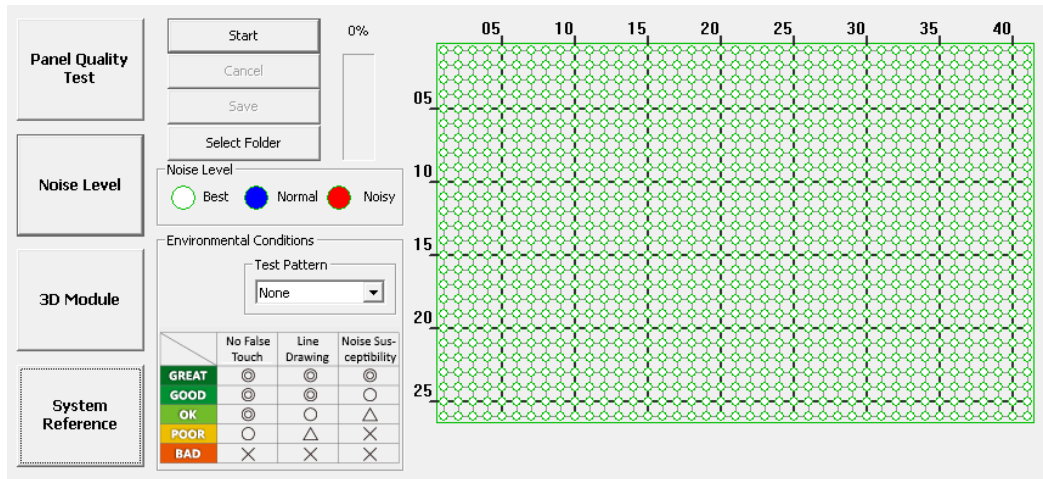 Panel Quality
Test
Noise Level
3D Module
System
Reference
Start
Cancel
Save
Select Folder
0%
Noise Level
Best
Normal
Noisy
Environmental Conditions
Test Pattern
None
No False
Touch
Line
Drawing
Noise Sus-
ceptibility
GREAT ◎ ◎ ◎
GOOD ◎ ◎ ○
OK ◎ ○ △
POOR ○ △ ×
BAD × × ×
05 10 15 20 25 30 35 40
05
10
15
20
25